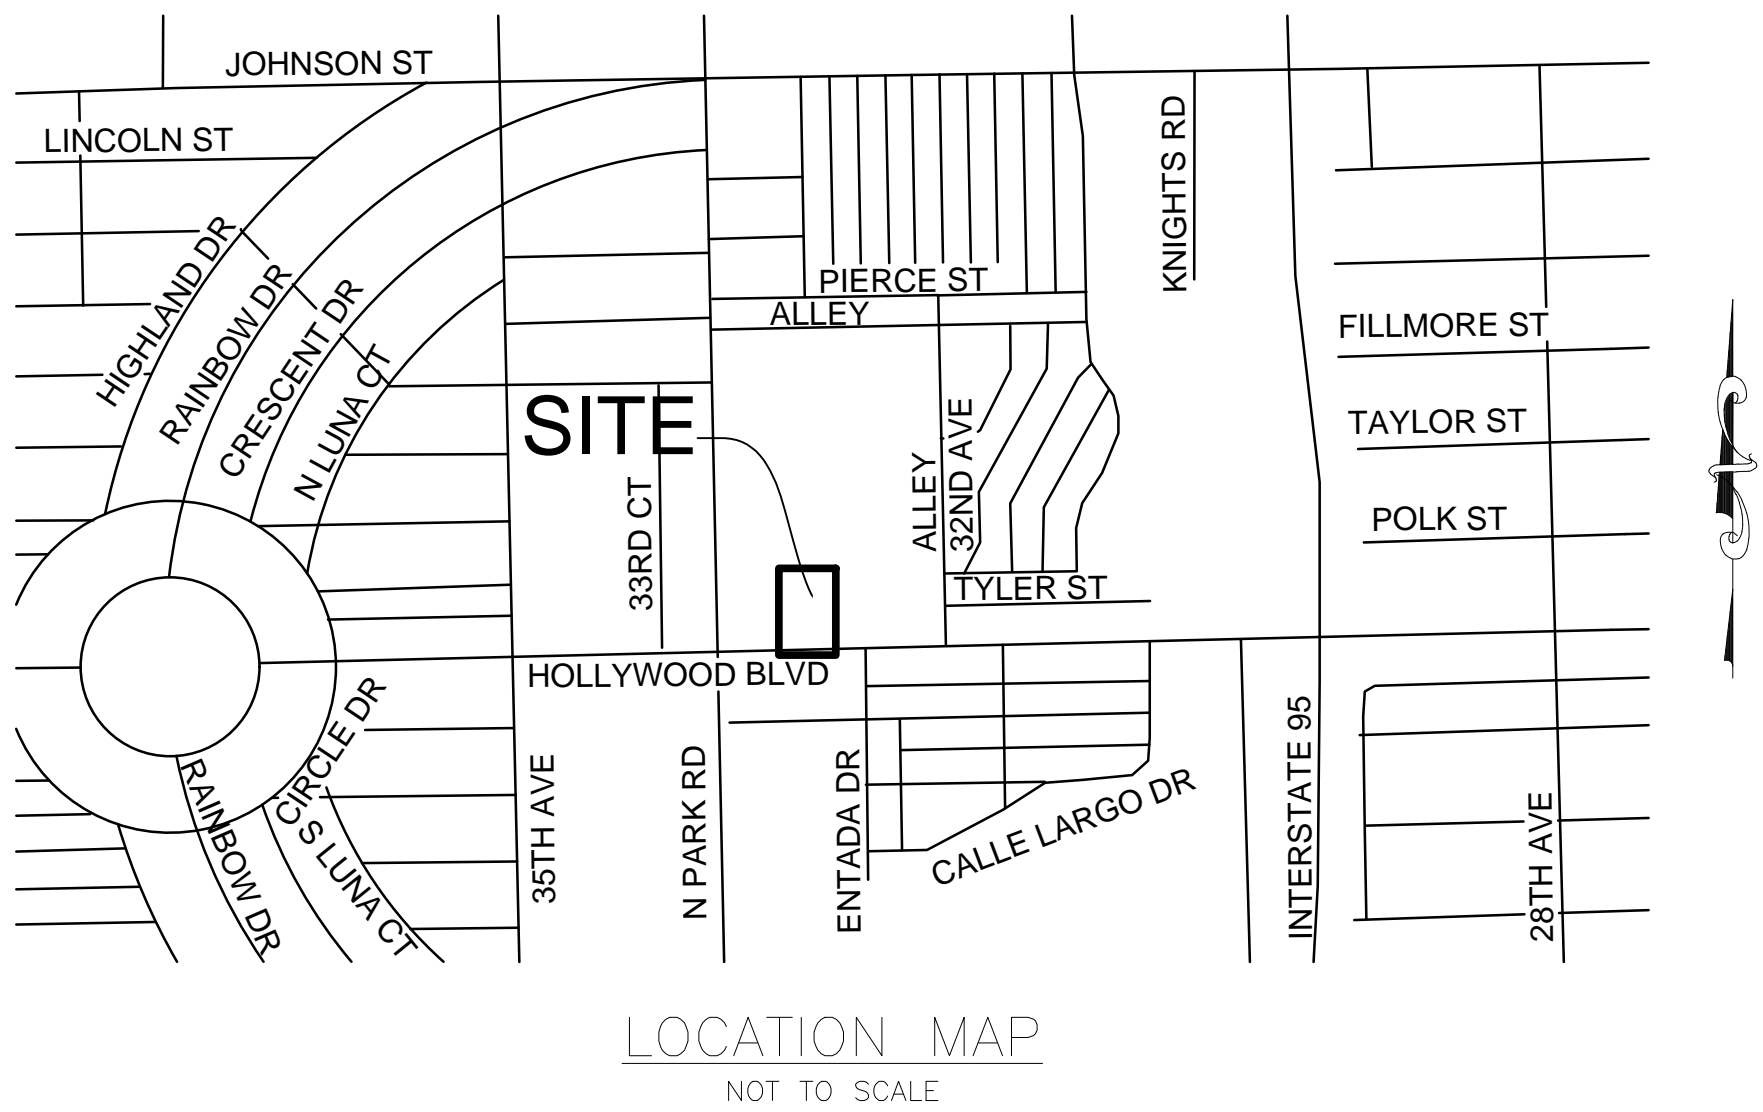 JOHNSON ST
LINCOLN ST
KNIGHTS RD
HIGHLAND DR
RAINBOW DR
CRESCENT DR
N LUNA CT
PIERCE ST
ALLEY
FILLMORE ST
TAYLOR ST
POLK ST
SITE
33RD CT
ALLEY
32ND AVE
TYLER ST
HOLLYWOOD BLVD
CIRCLE DR
RAINBOW DR
S LUNA CT
35TH AVE
N PARK RD
ENTADA DR
CALLE LARGO DR
INTERSTATE 95
28TH AVE
LOCATION MAP
NOT TO SCALE